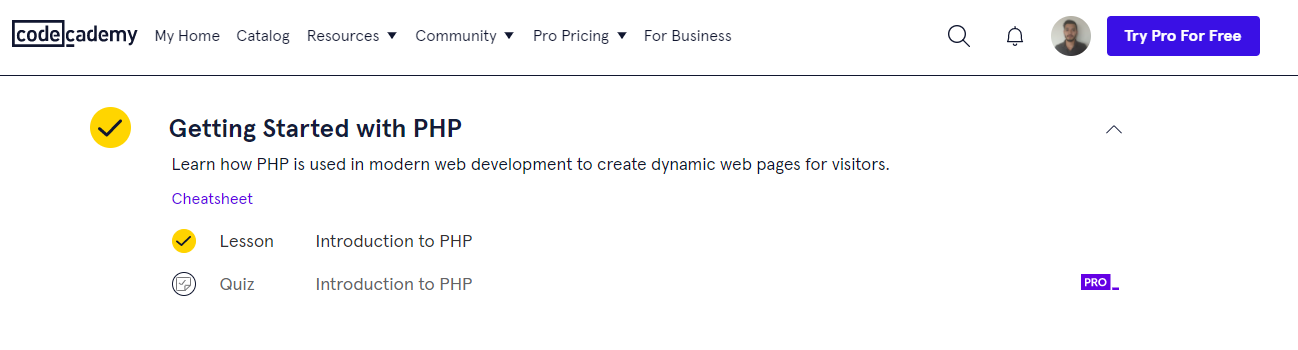 codecademy My Home Catalog Resources Community Pro Pricing For Business Try Pro For Free
Getting Started with PHP
Learn how PHP is used in modern web development to create dynamic web pages for visitors.
Cheatsheet
Lesson Introduction to PHP
Quiz Introduction to PHP PRO